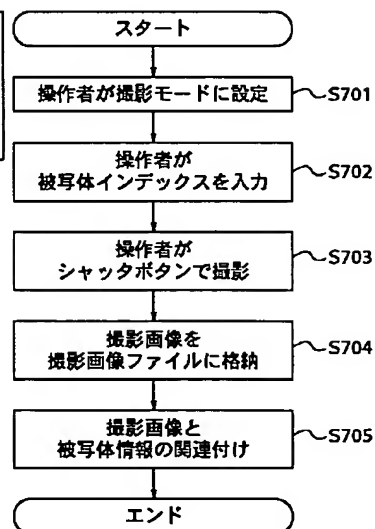 スタート
操作者が撮影モードに設定
S701
操作者が
被写体インデックスを入力
S702
操作者が
シャッタボタンで撮影
S703
撮影画像を
撮影画像ファイルに格納
S704
撮影画像と
被写体情報の関連付け
S705
エンド